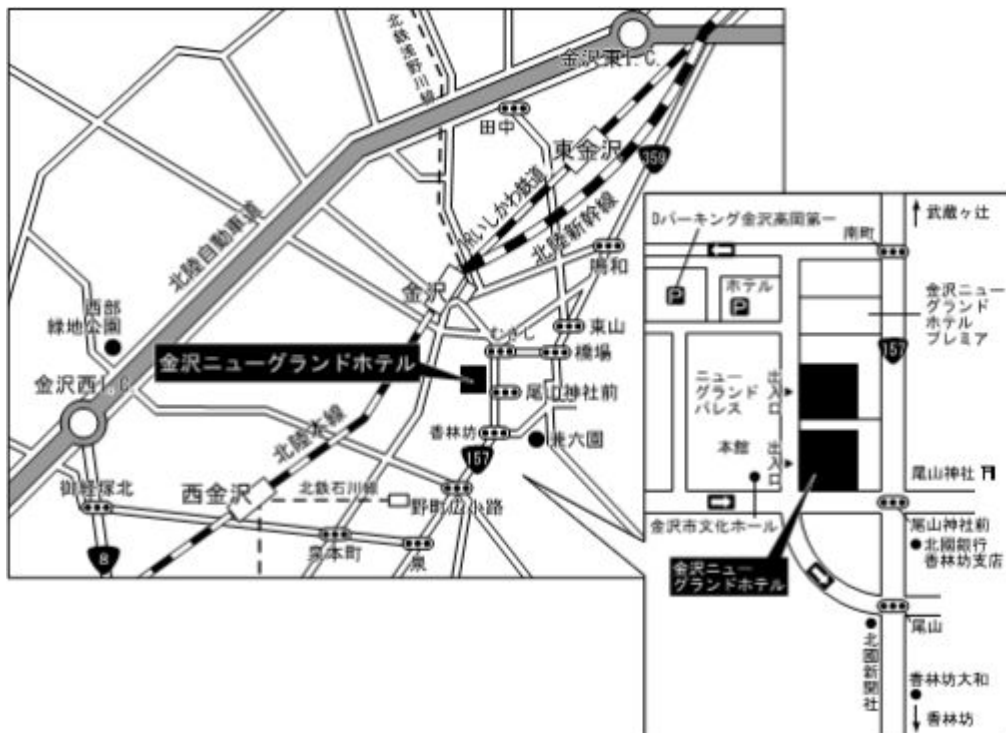 北鉄浅野川線
金沢東I.C.
田中
東金沢
359
IRいしかわ鉄道
北陸新幹線
北陸自動車道
鳴和
金沢
西部
緑地公園
むさし
東山
橋場
金沢ニューグランドホテル
金沢西I.C.
尾山神社前
北陸本線
香林坊
兼六園
157
御経塚北
西金沢
北鉄石川線
野町広小路
8
泉本町
泉
武蔵ヶ辻
Dパーキング金沢高岡第一
南町
P
ホテル
P
金沢ニュー
グランド
ホテル
プレミア
157
ニュー
グランド
パレス
出入口
本館
出入口
尾山神社
金沢市文化ホール
尾山神社前
北國銀行
香林坊支店
金沢ニュー
グランドホテル
尾山
北國新聞社
香林坊大和
香林坊